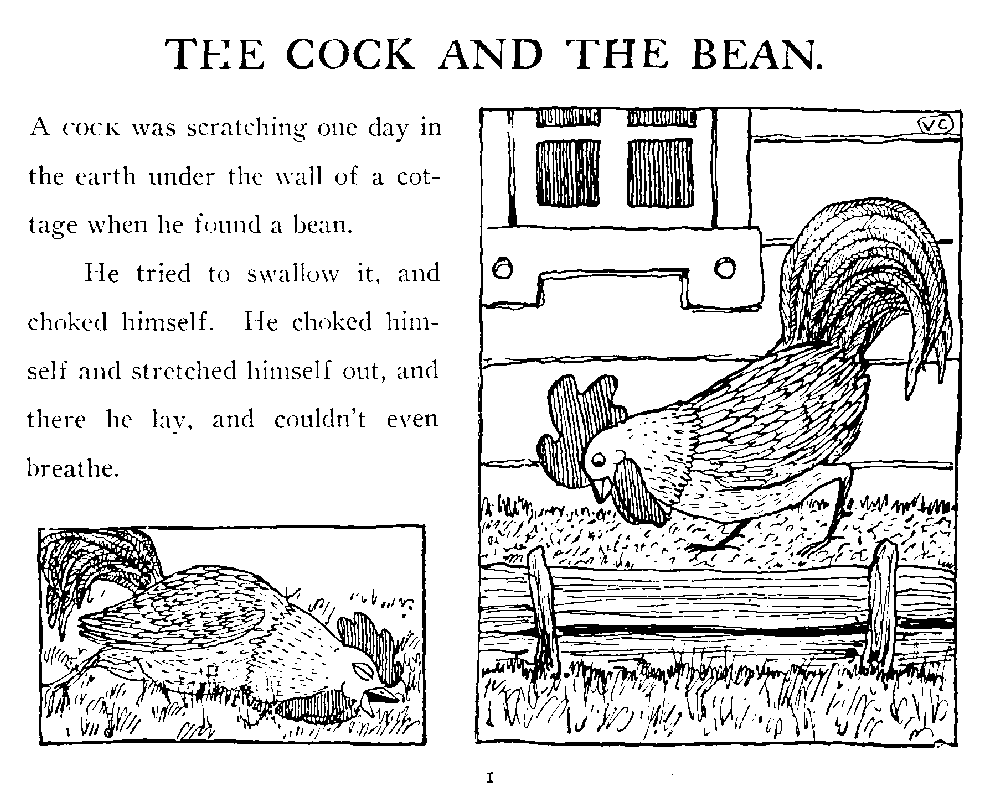 THE COCK AND THE BEAN.
A COCK was scratching one day in
the earth under the wall of a cot-
tage when he found a bean.
He tried to swallow it, and
choked himself. He choked him-
self and stretched himself out, and
there he lay, and couldn't even
breathe.
VC
1